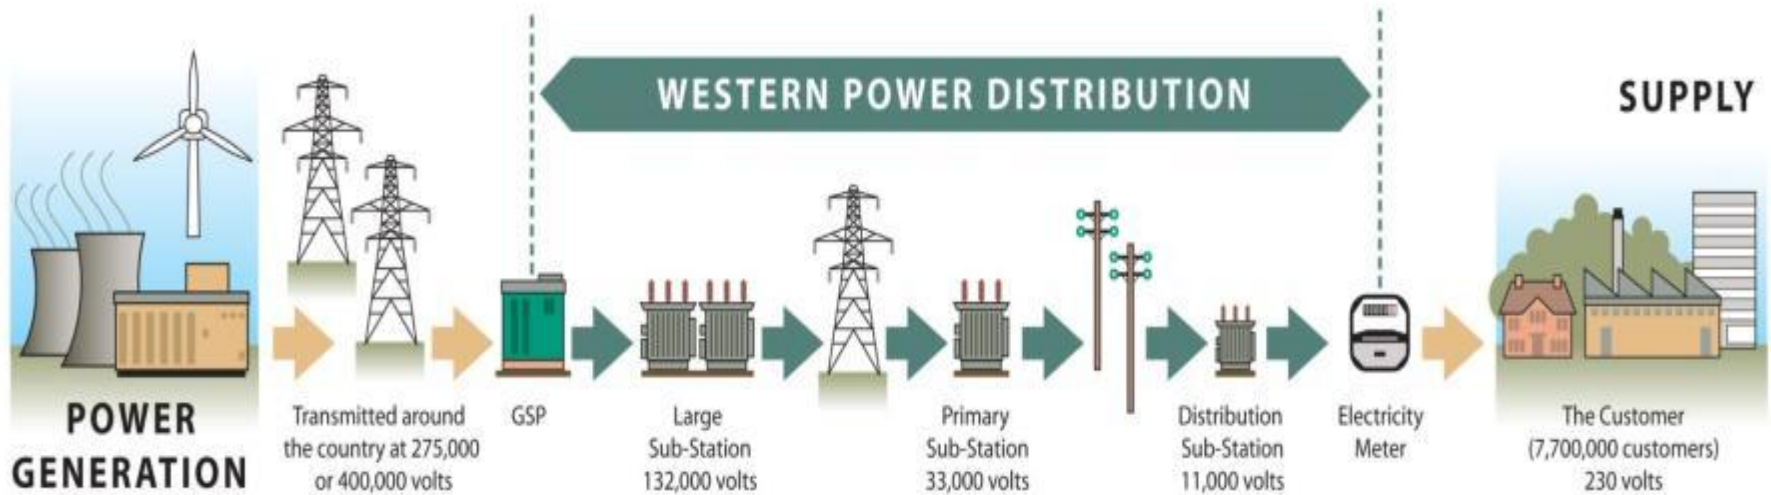 WESTERN POWER DISTRIBUTION
SUPPLY
POWER
GENERATION
Transmitted around
the country at 275,000
or 400,000 volts
GSP
Large
Sub-Station
132,000 volts
Primary
Sub-Station
33,000 volts
Distribution
Sub-Station
11,000 volts
Electricity
Meter
The Customer
(7,700,000 customers)
230 volts